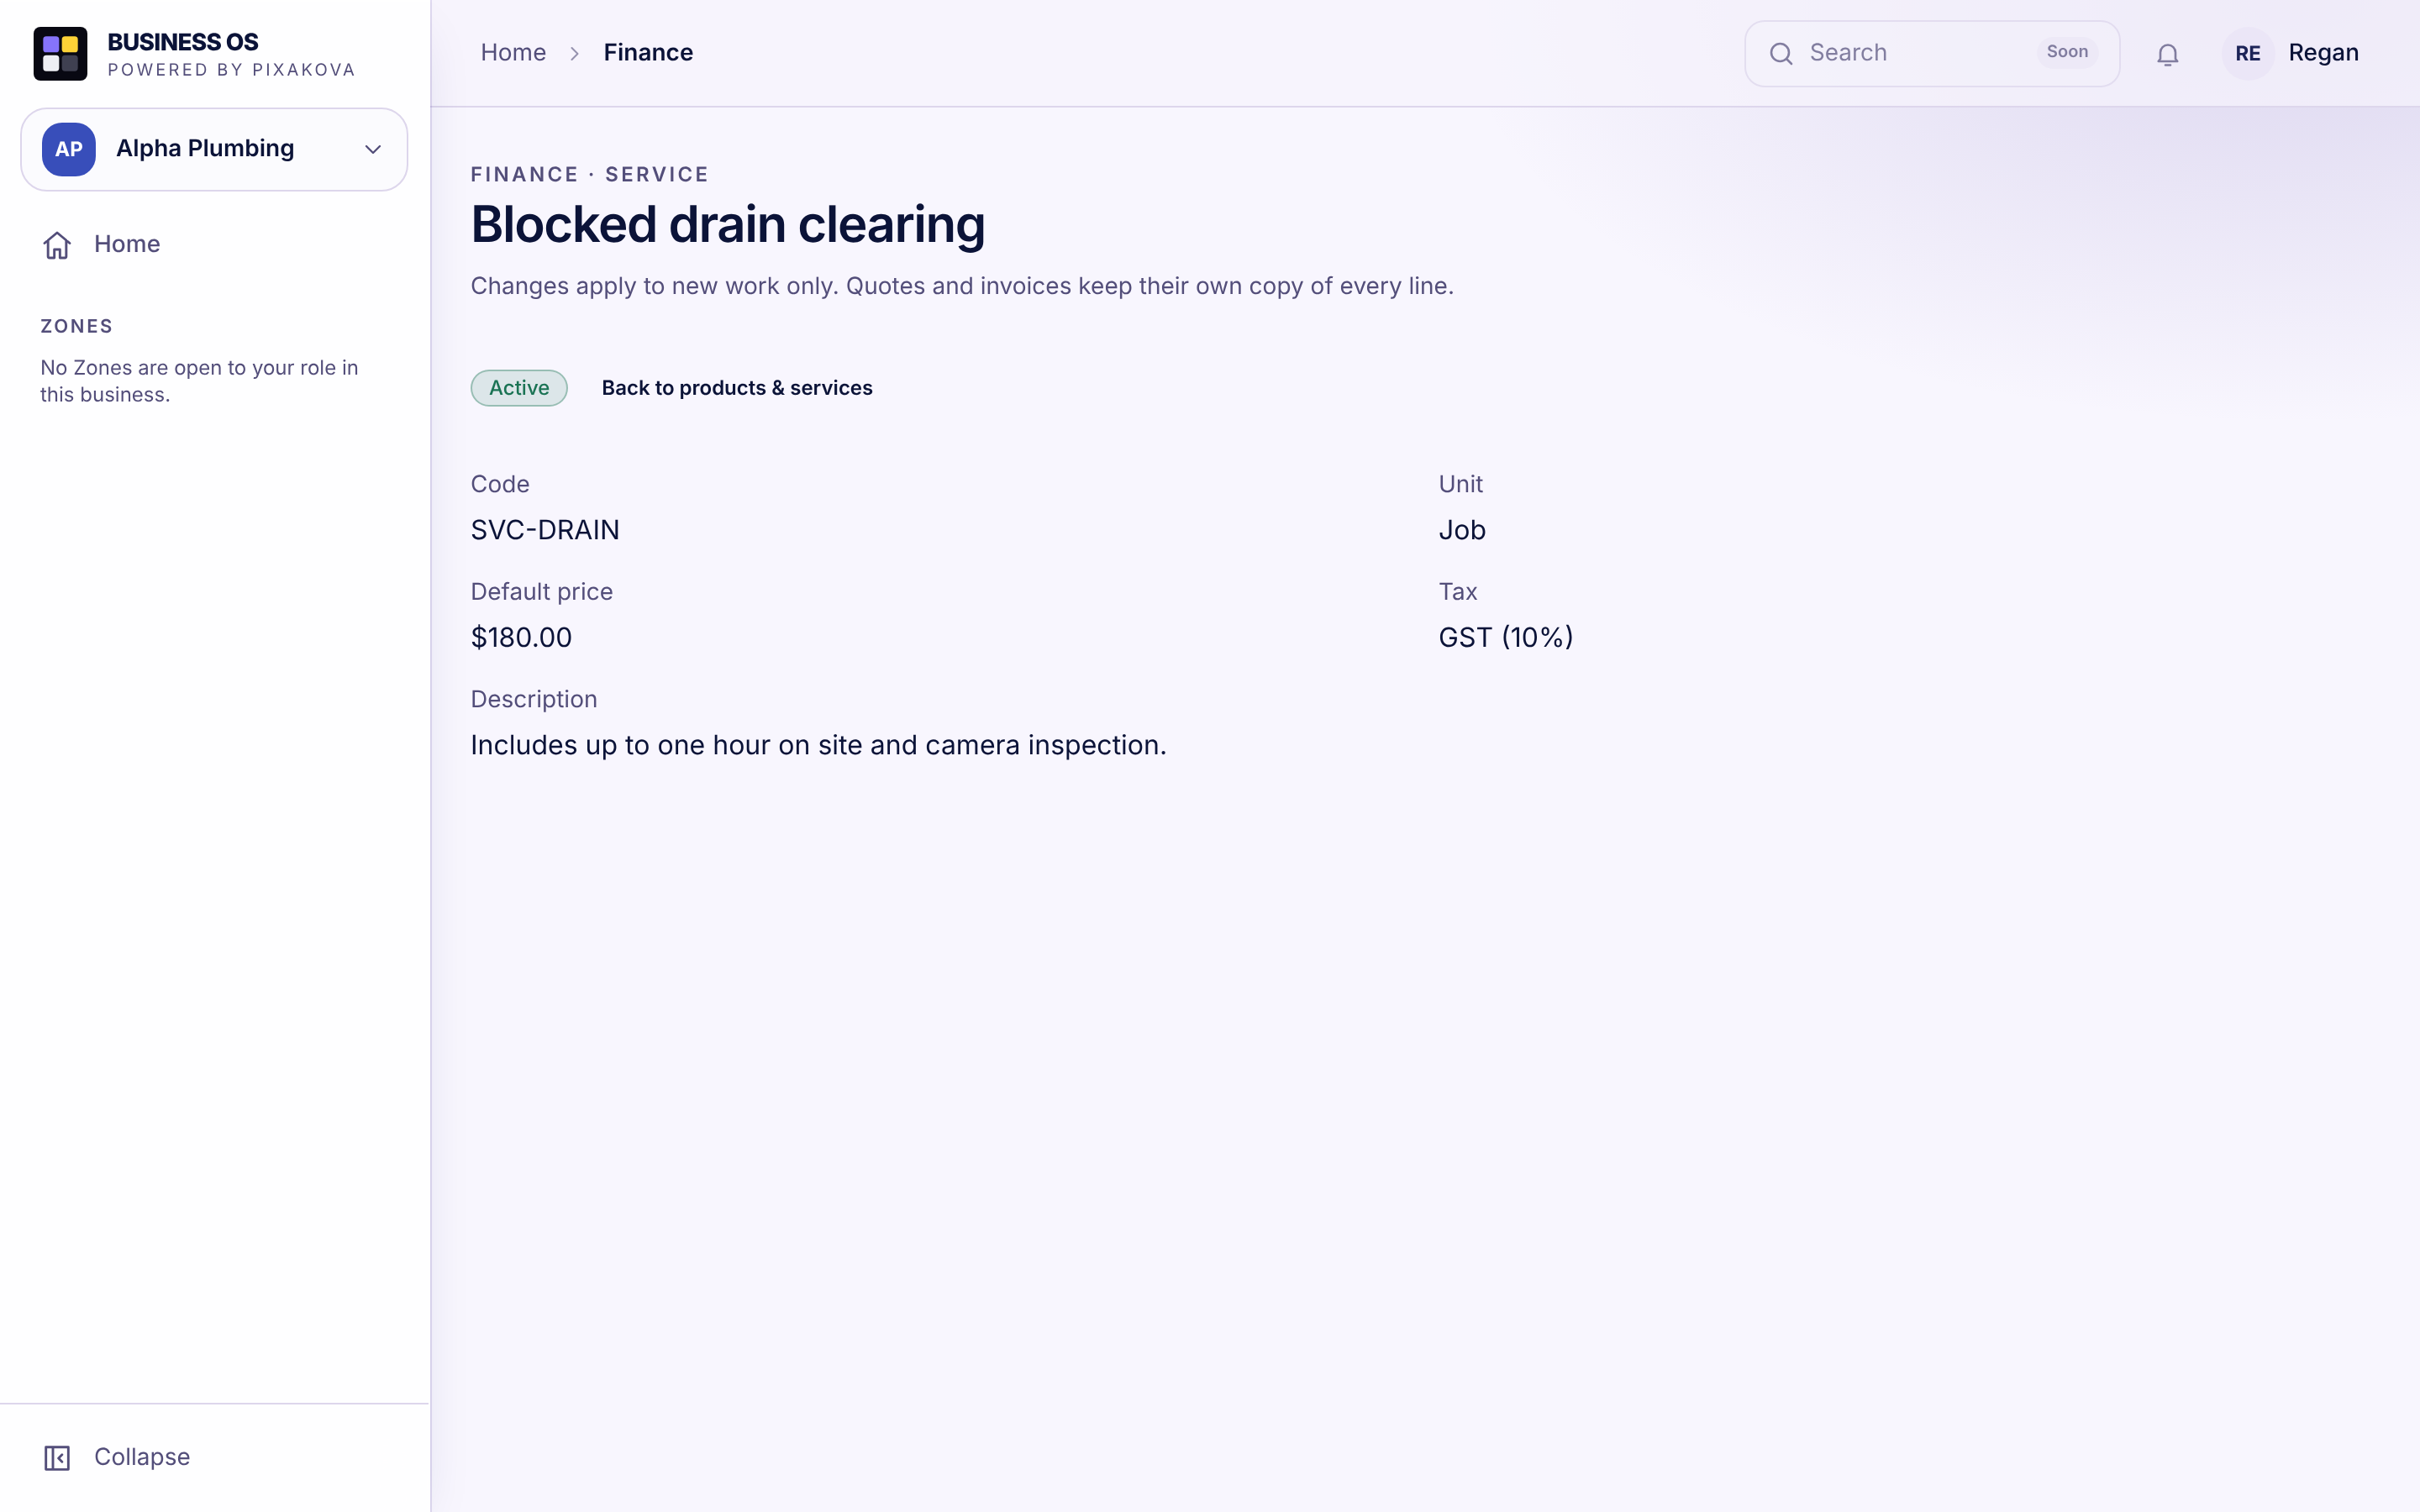 BUSINESS OS
POWERED BY PIXAKOVA
AP
Alpha Plumbing
Home
ZONES
No Zones are open to your role in
this business.
Collapse
Home
Finance
Search
Soon
RE
Regan
FINANCE · SERVICE
Blocked drain clearing
Changes apply to new work only. Quotes and invoices keep their own copy of every line.
Active
Back to products & services
Code
SVC-DRAIN
Unit
Job
Default price
$180.00
Tax
GST (10%)
Description
Includes up to one hour on site and camera inspection.